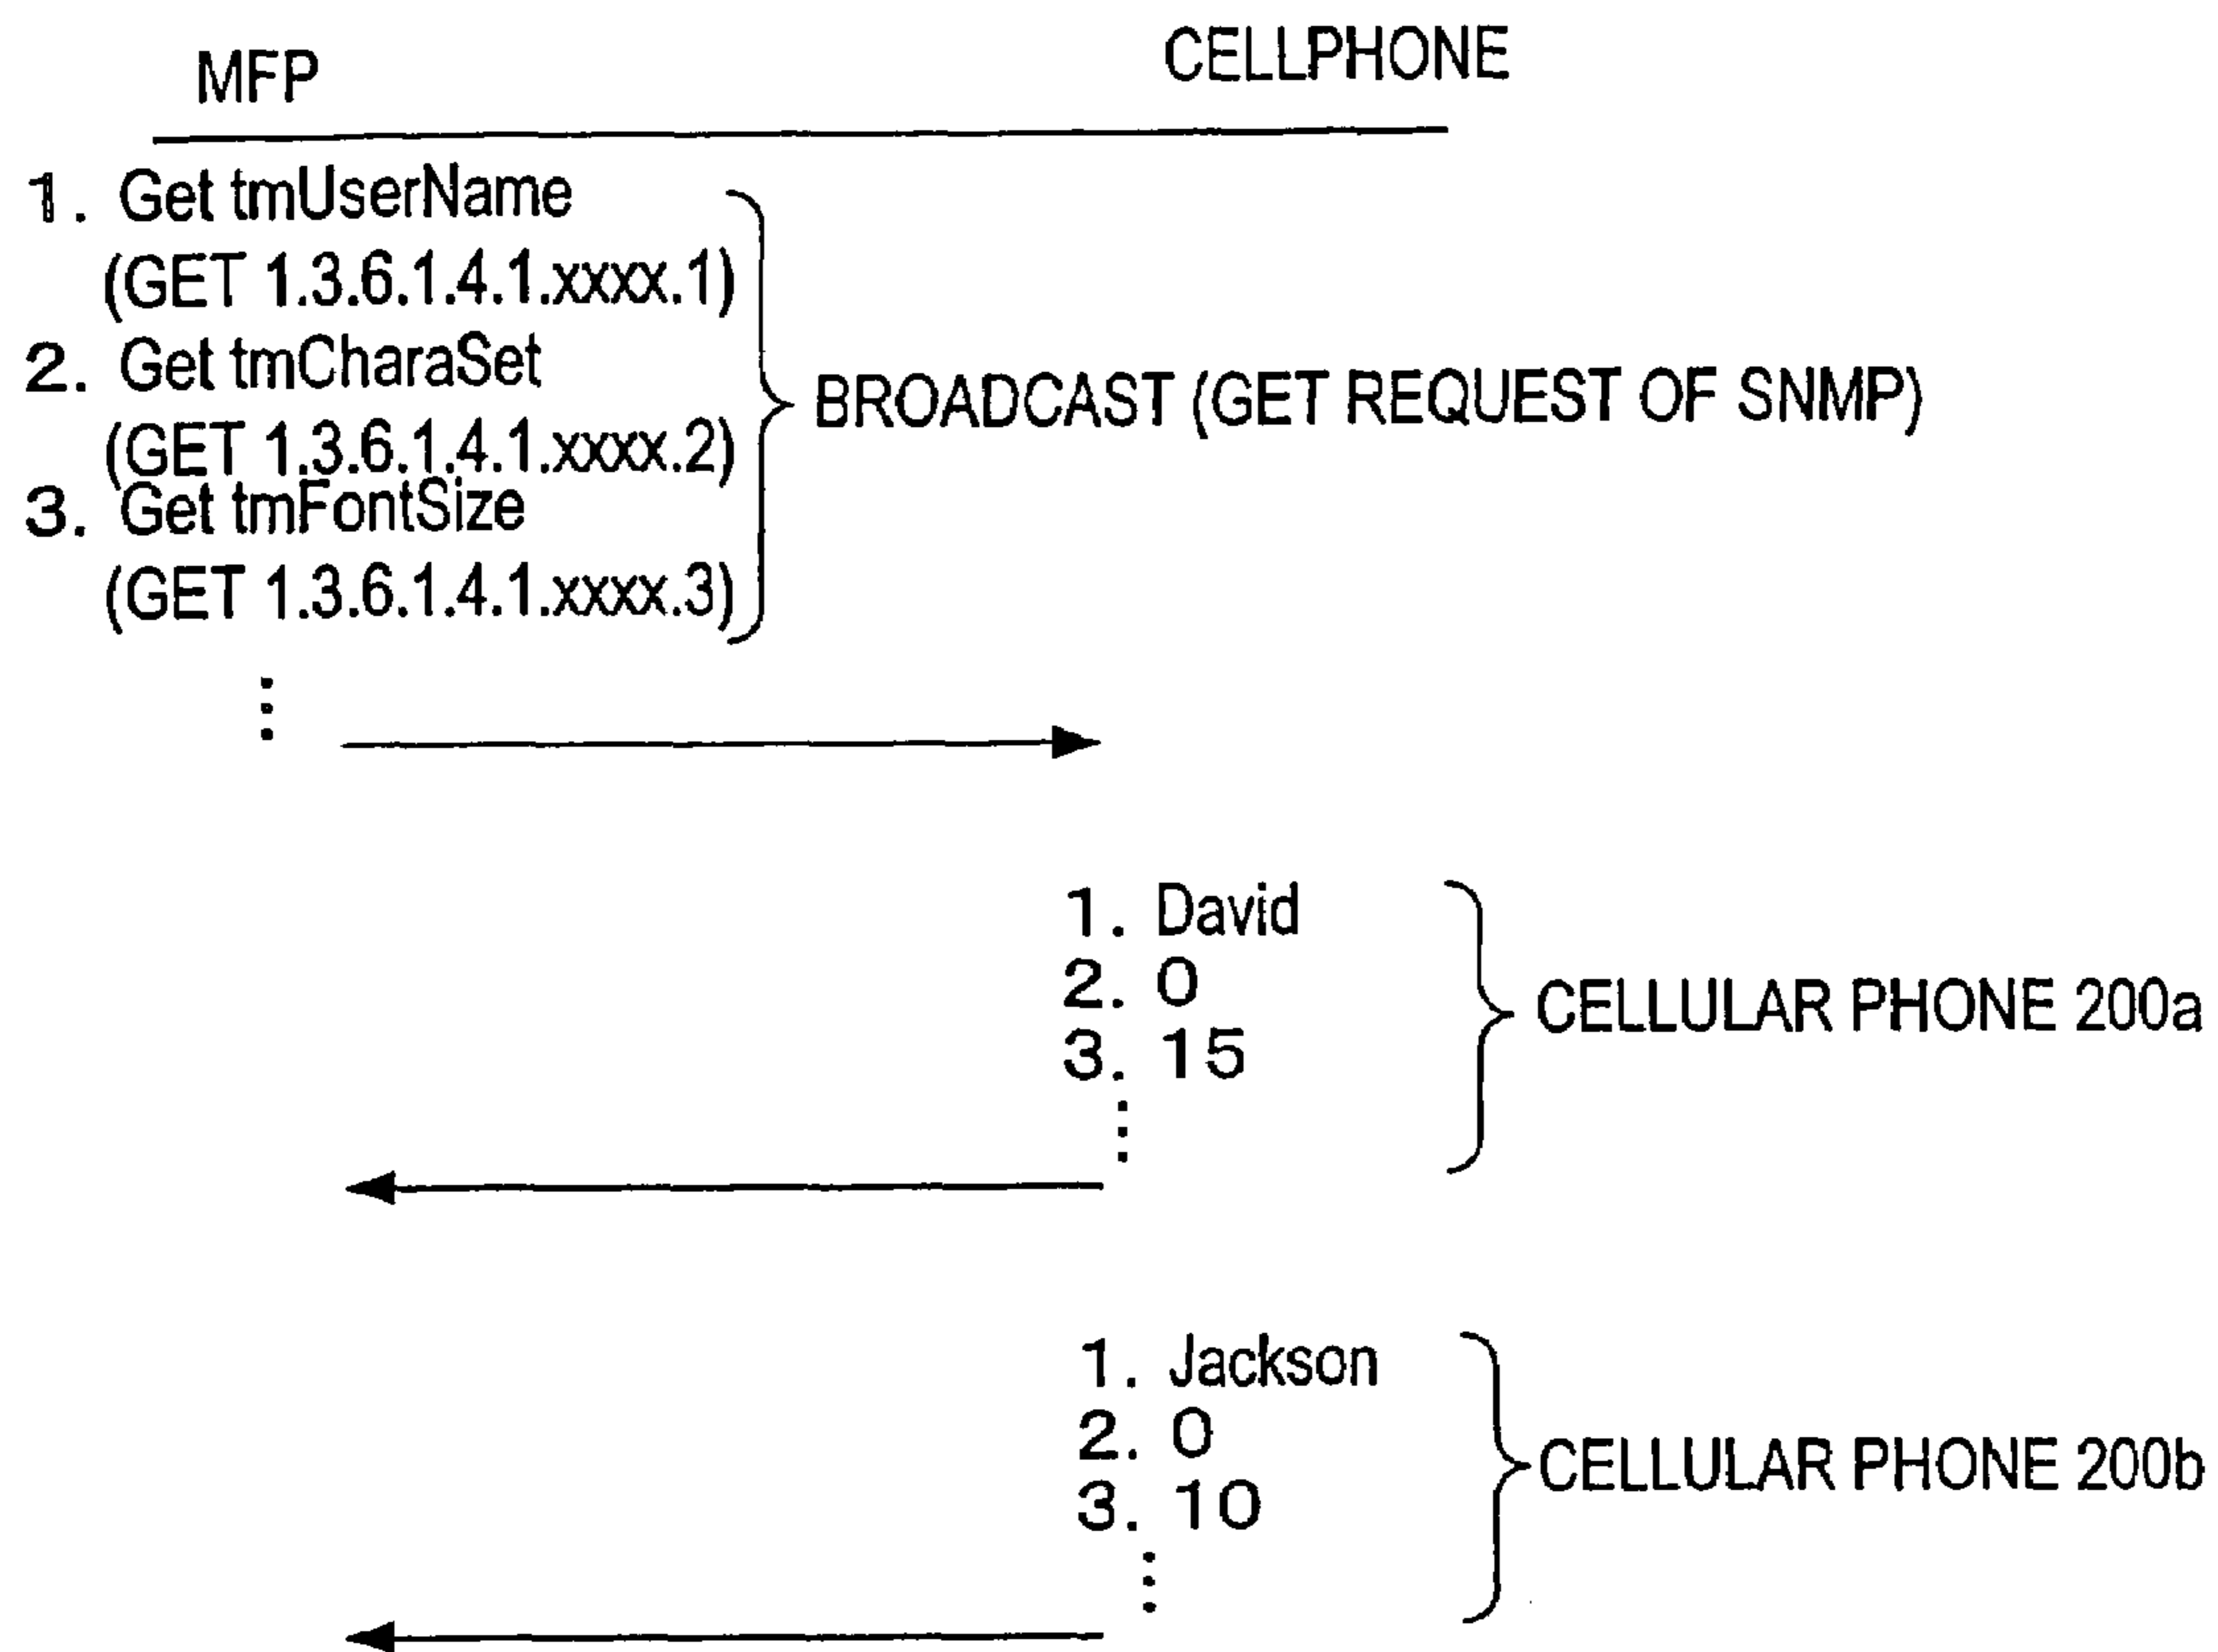 MFP CELLPHONE
1. Get tmUserName
(GET 1.3.6.1.4.1.xxxx.1)
2. Get tmCharaSet
(GET 1.3.6.1.4.1.xxxx.2)
3. Get tmFontSize
(GET 1.3.6.1.4.1.xxxx.3)
BROADCAST (GET REQUEST OF SNMP)
1. David
2. 0
3. 15
CELLULAR PHONE 200a
1. Jackson
2. 0
3. 10
CELLULAR PHONE 200b